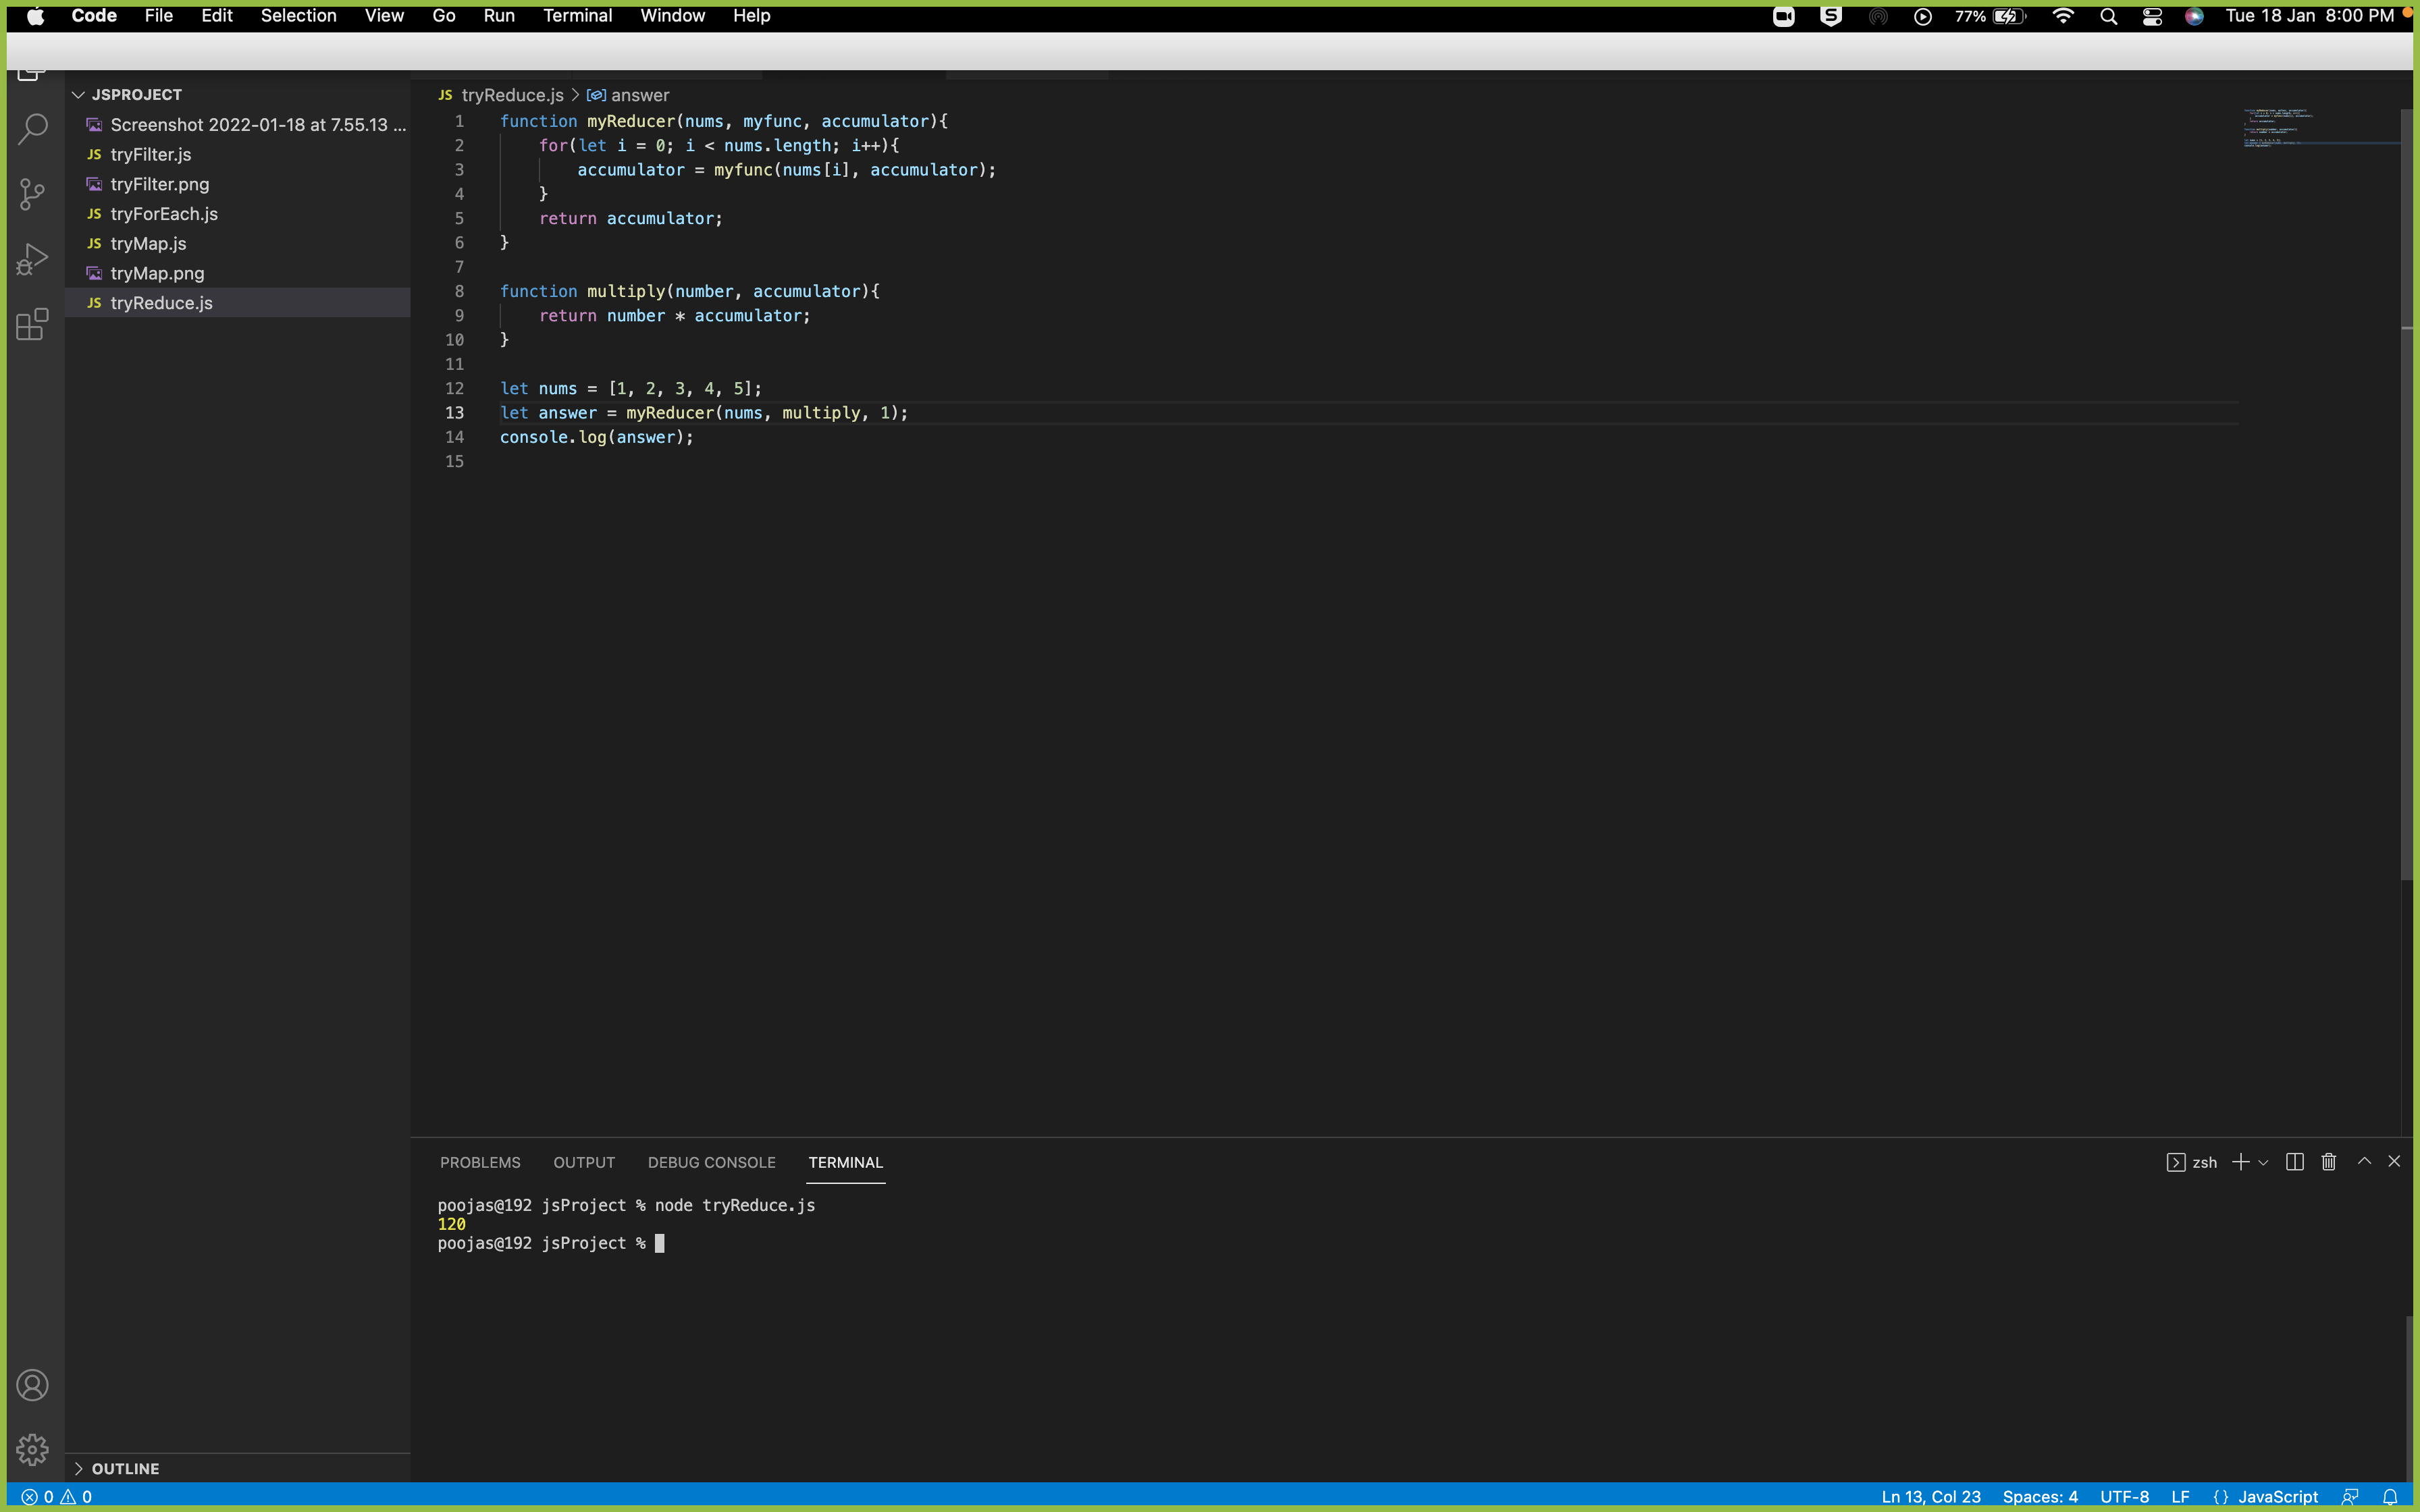 Code File Edit Selection View Go Run Terminal Window Help 77% Tue 18 Jan 8:00 PM
JSPROJECT
Screenshot 2022-01-18 at 7.55.13 ...
JS tryFilter.js
tryFilter.png
JS tryForEach.js
JS tryMap.js
tryMap.png
JS tryReduce.js
OUTLINE
JS tryReduce.js > answer
1 function myReducer(nums, myfunc, accumulator){
2 for(let i = 0; i < nums.length; i++){
3 accumulator = myfunc(nums[i], accumulator);
4 }
5 return accumulator;
6 }
7
8 function multiply(number, accumulator){
9 return number * accumulator;
10 }
11
12 let nums = [1, 2, 3, 4, 5];
13 let answer = myReducer(nums, multiply, 1);
14 console.log(answer);
15
PROBLEMS OUTPUT DEBUG CONSOLE TERMINAL zsh
poojas@192 jsProject % node tryReduce.js
120
poojas@192 jsProject %
0 0 Ln 13, Col 23 Spaces: 4 UTF-8 LF {} JavaScript